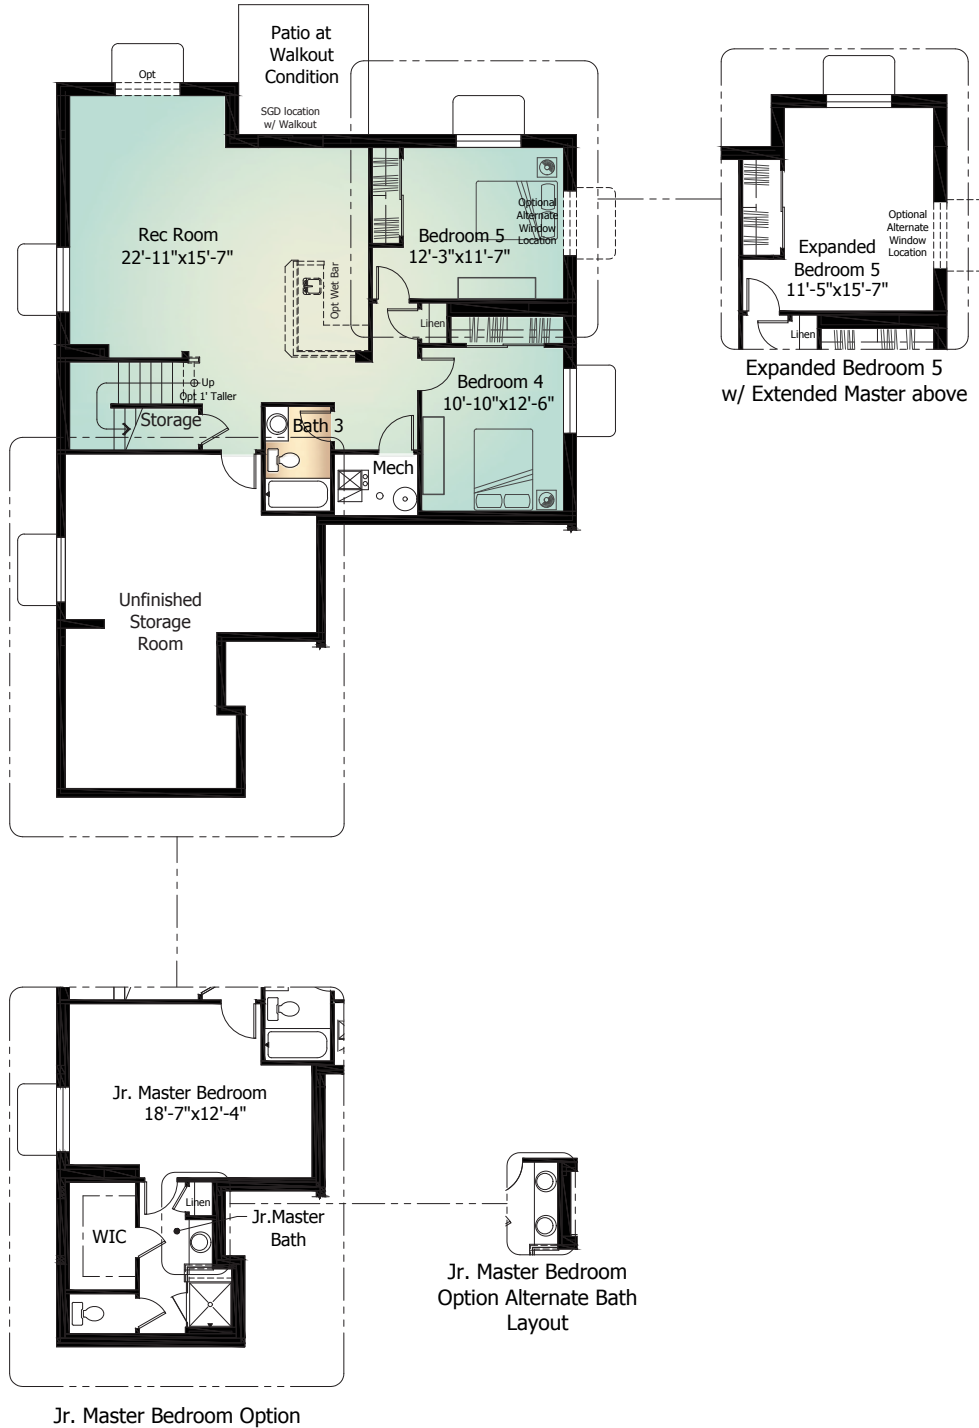 Patio at
Walkout
Condition
SGD location
w/ Walkout
Opt
Rec Room
22'-11"x15'-7"
Opt Wet Bar
Bedroom 5
12'-3"x11'-7"
Optional
Alternate
Window
Location
Linen
Bedroom 4
10'-10"x12'-6"
Up
Opt 1' Taller
Storage
Bath 3
Mech
Unfinished
Storage
Room
Optional
Alternate
Window
Location
Expanded
Bedroom 5
11'-5"x15'-7"
Linen
Expanded Bedroom 5
w/ Extended Master above
Jr. Master Bedroom
18'-7"x12'-4"
Linen
WIC
Jr.Master
Bath
Jr. Master Bedroom
Option Alternate Bath
Layout
Jr. Master Bedroom Option